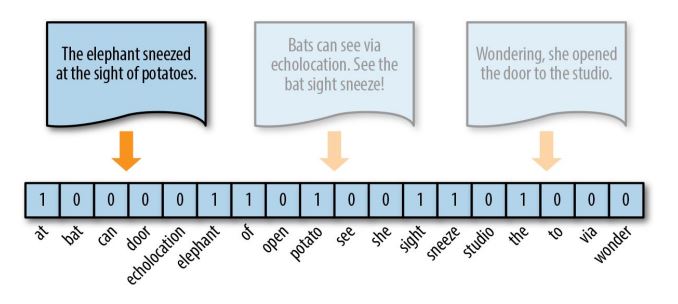 The elephant sneezed
at the sight of potatoes.
Bats can see via
echolocation. See the
bat sight sneeze!
Wondering, she opened
the door to the studio.
1 0 0 0 0 1 1 0 1 0 0 1 1 0 1 0 0 0
at bat can door echolocation elephant of open potato see she sight sneeze studio the to via wonder